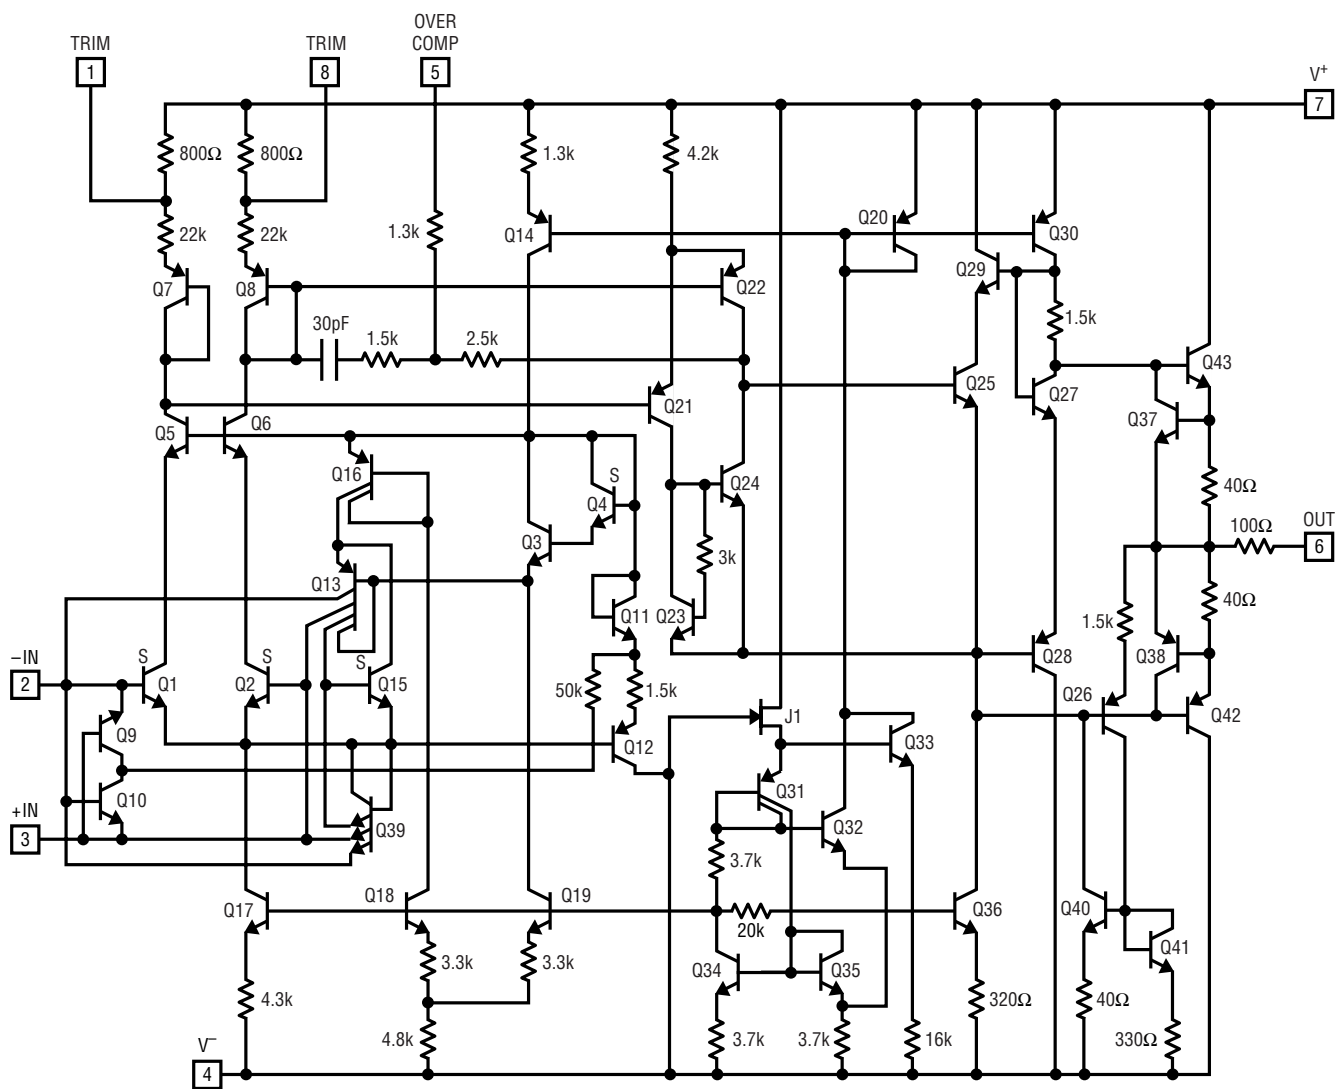 OVER
COMP
TRIM
TRIM
1
8
5
V+
7
800Ω
800Ω
1.3k
4.2k
22k
22k
1.3k
Q14
Q20
Q30
Q29
Q7
Q8
Q22
30pF
1.5k
2.5k
1.5k
Q43
Q21
Q25
Q27
Q37
Q5
Q6
Q16
S
Q4
Q24
40Ω
Q3
3k
100Ω
OUT
6
Q13
Q11
Q23
1.5k
40Ω
–IN
2
S
Q1
S
Q2
S
Q15
50k
1.5k
Q28
Q38
Q26
J1
Q42
Q9
Q12
Q33
Q10
Q31
+IN
3
Q39
Q32
3.7k
Q17
Q18
Q19
20k
Q36
Q40
Q41
3.3k
3.3k
Q34
Q35
4.3k
320Ω
40Ω
4.8k
3.7k
3.7k
16k
330Ω
V–
4